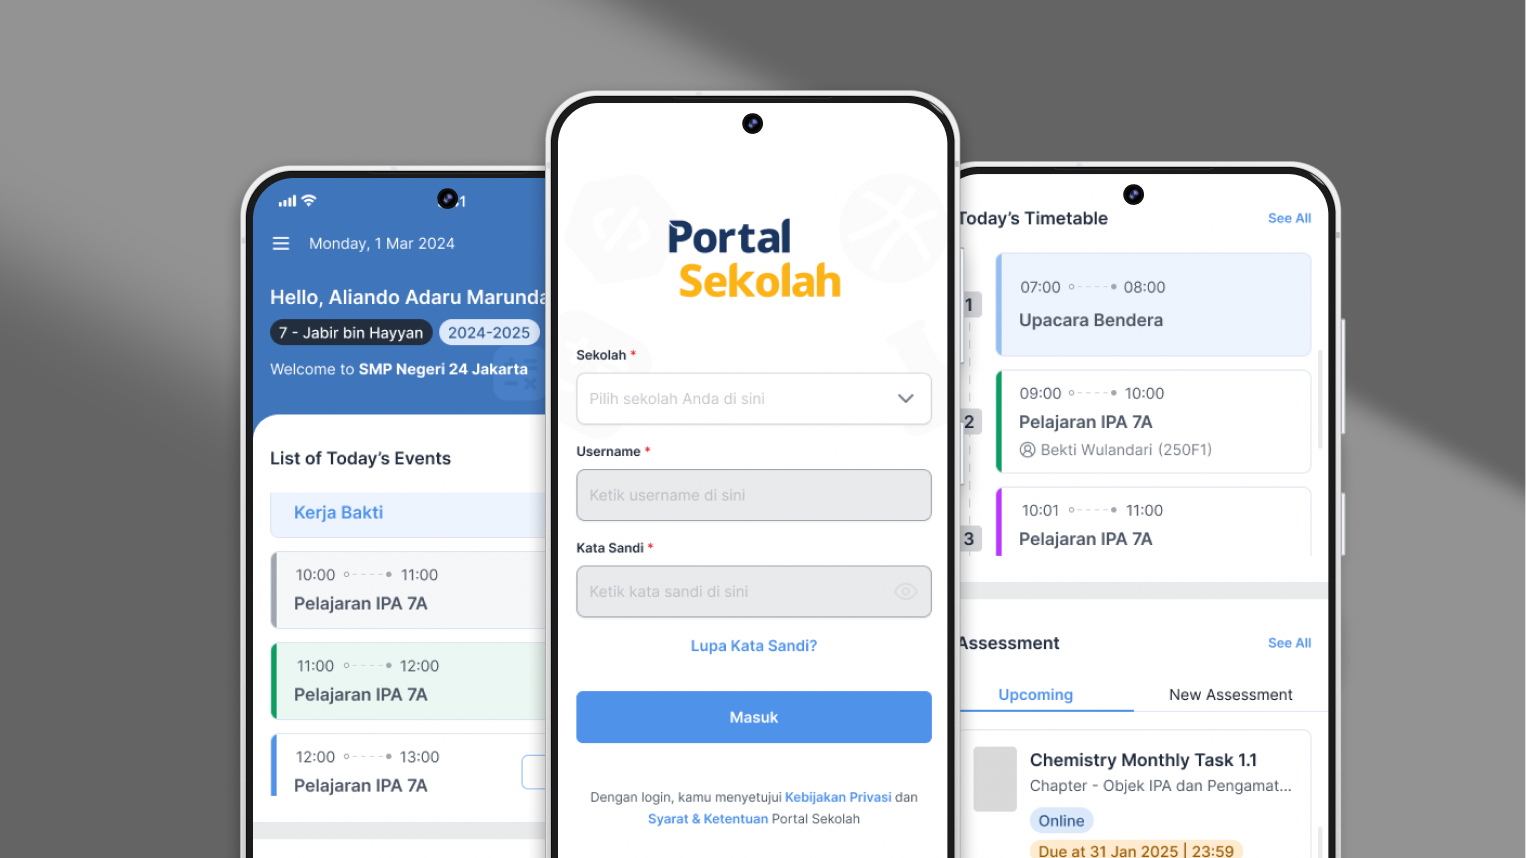 Monday, 1 Mar 2024
Hello, Aliando Adaru Marunda
7 - Jabir bin Hayyan
2024-2025
Welcome to SMP Negeri 24 Jakarta
List of Today's Events
Kerja Bakti
10:00 11:00
Pelajaran IPA 7A
11:00 12:00
Pelajaran IPA 7A
12:00 13:00
Pelajaran IPA 7A
Portal
Sekolah
Sekolah *
Pilih sekolah Anda di sini
Username *
Ketik username di sini
Kata Sandi *
Ketik kata sandi di sini
Lupa Kata Sandi?
Masuk
Dengan login, kamu menyetujui Kebijakan Privasi dan
Syarat & Ketentuan Portal Sekolah
Today's Timetable
See All
1
07:00 08:00
Upacara Bendera
2
09:00 10:00
Pelajaran IPA 7A
Bekti Wulandari (250F1)
3
10:01 11:00
Pelajaran IPA 7A
Assessment
See All
Upcoming
New Assessment
Chemistry Monthly Task 1.1
Chapter - Objek IPA dan Pengamat...
Online
Due at 31 Jan 2025 | 23:59